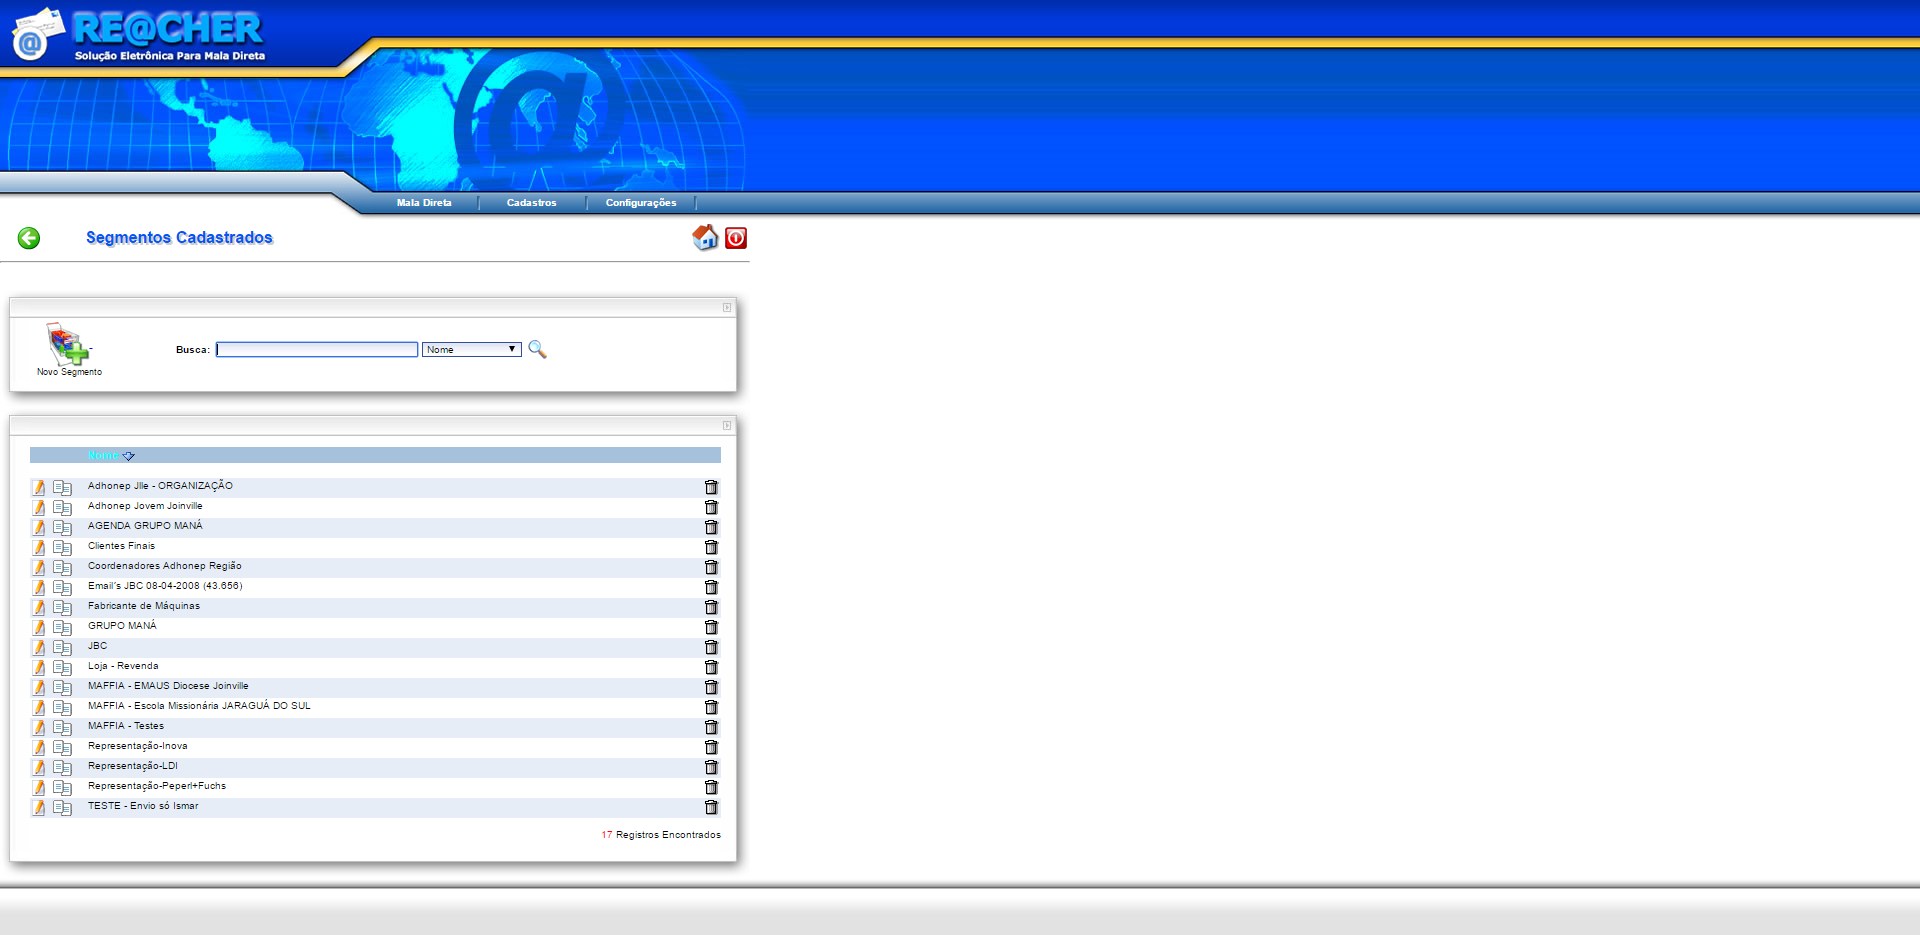 RE@CHER
Solução Eletrônica Para Mala Direta
Mala Direta
Cadastros
Configurações
Segmentos Cadastrados
Novo Segmento
Busca:
Nome
Nome
Adhonep Jlle - ORGANIZAÇÃO
Adhonep Jovem Joinville
AGENDA GRUPO MANÁ
Clientes Finais
Coordenadores Adhonep Região
Email´s JBC 08-04-2008 (43.656)
Fabricante de Máquinas
GRUPO MANÁ
JBC
Loja - Revenda
MAFFIA - EMAUS Diocese Joinville
MAFFIA - Escola Missionária JARAGUÁ DO SUL
MAFFIA - Testes
Representação-Inova
Representação-LDI
Representação-Peperl+Fuchs
TESTE - Envio só Ismar
17 Registros Encontrados